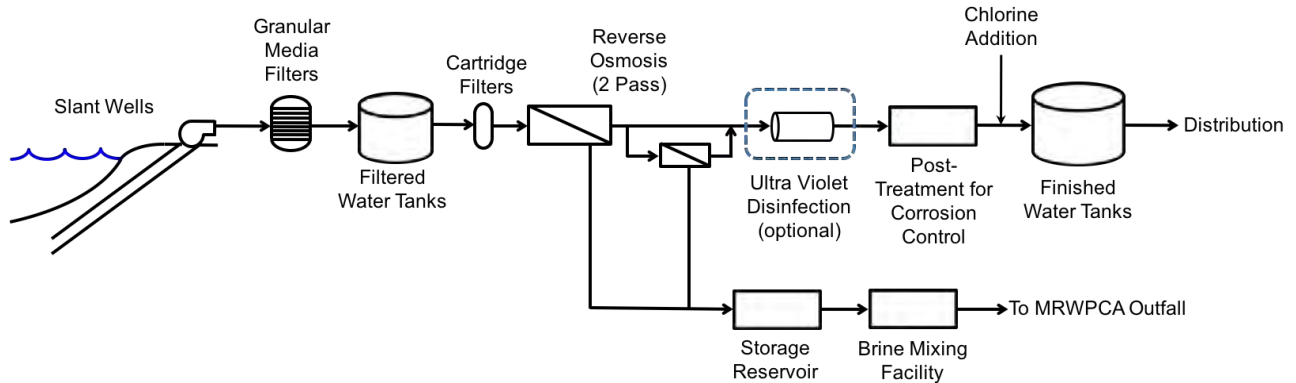 Slant Wells
Granular
Media
Filters
Filtered
Water Tanks
Cartridge
Filters
Reverse
Osmosis
(2 Pass)
Ultra Violet
Disinfection
(optional)
Post-
Treatment for
Corrosion
Control
Chlorine
Addition
Finished
Water Tanks
Distribution
Storage
Reservoir
Brine Mixing
Facility
To MRWPCA Outfall